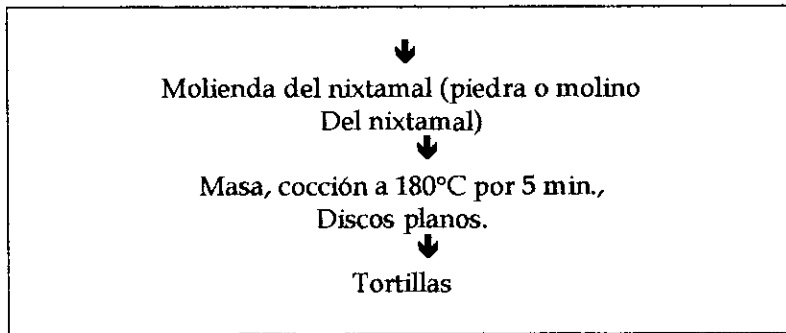 Molienda del nixtamal (piedra o molino
Del nixtamal)
Masa, cocción a 180°C por 5 min.,
Discos planos.
Tortillas